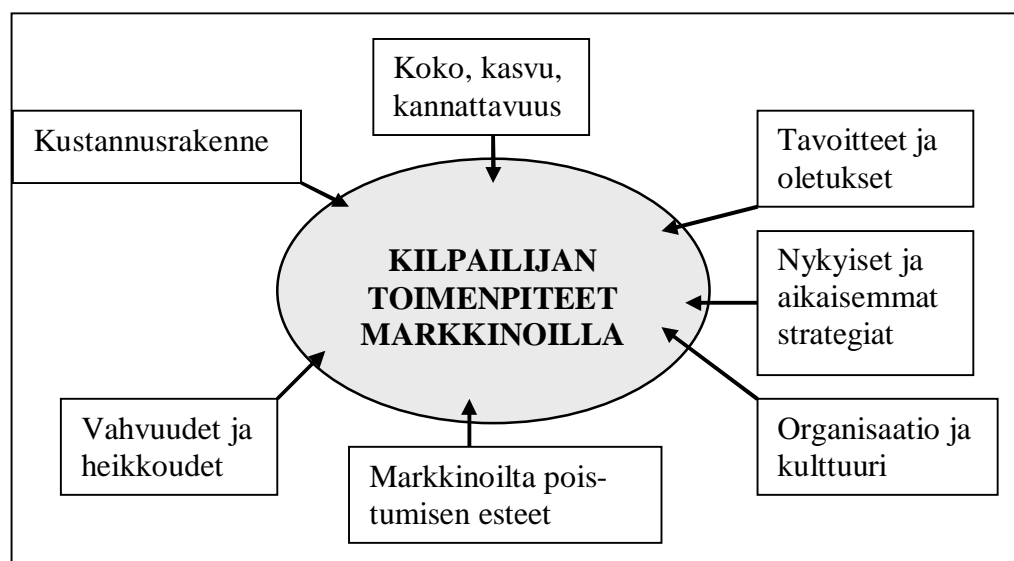 Koko, kasvu,
kannattavuus
Kustannusrakenne
Tavoitteet ja
oletukset
KILPAILIJAN
TOIMENPITEET
MARKKINOILLA
Nykyiset ja
aikaisemmat
strategiat
Vahvuudet ja
heikkoudet
Markkinoilta pois-
tumisen esteet
Organisaatio ja
kulttuuri